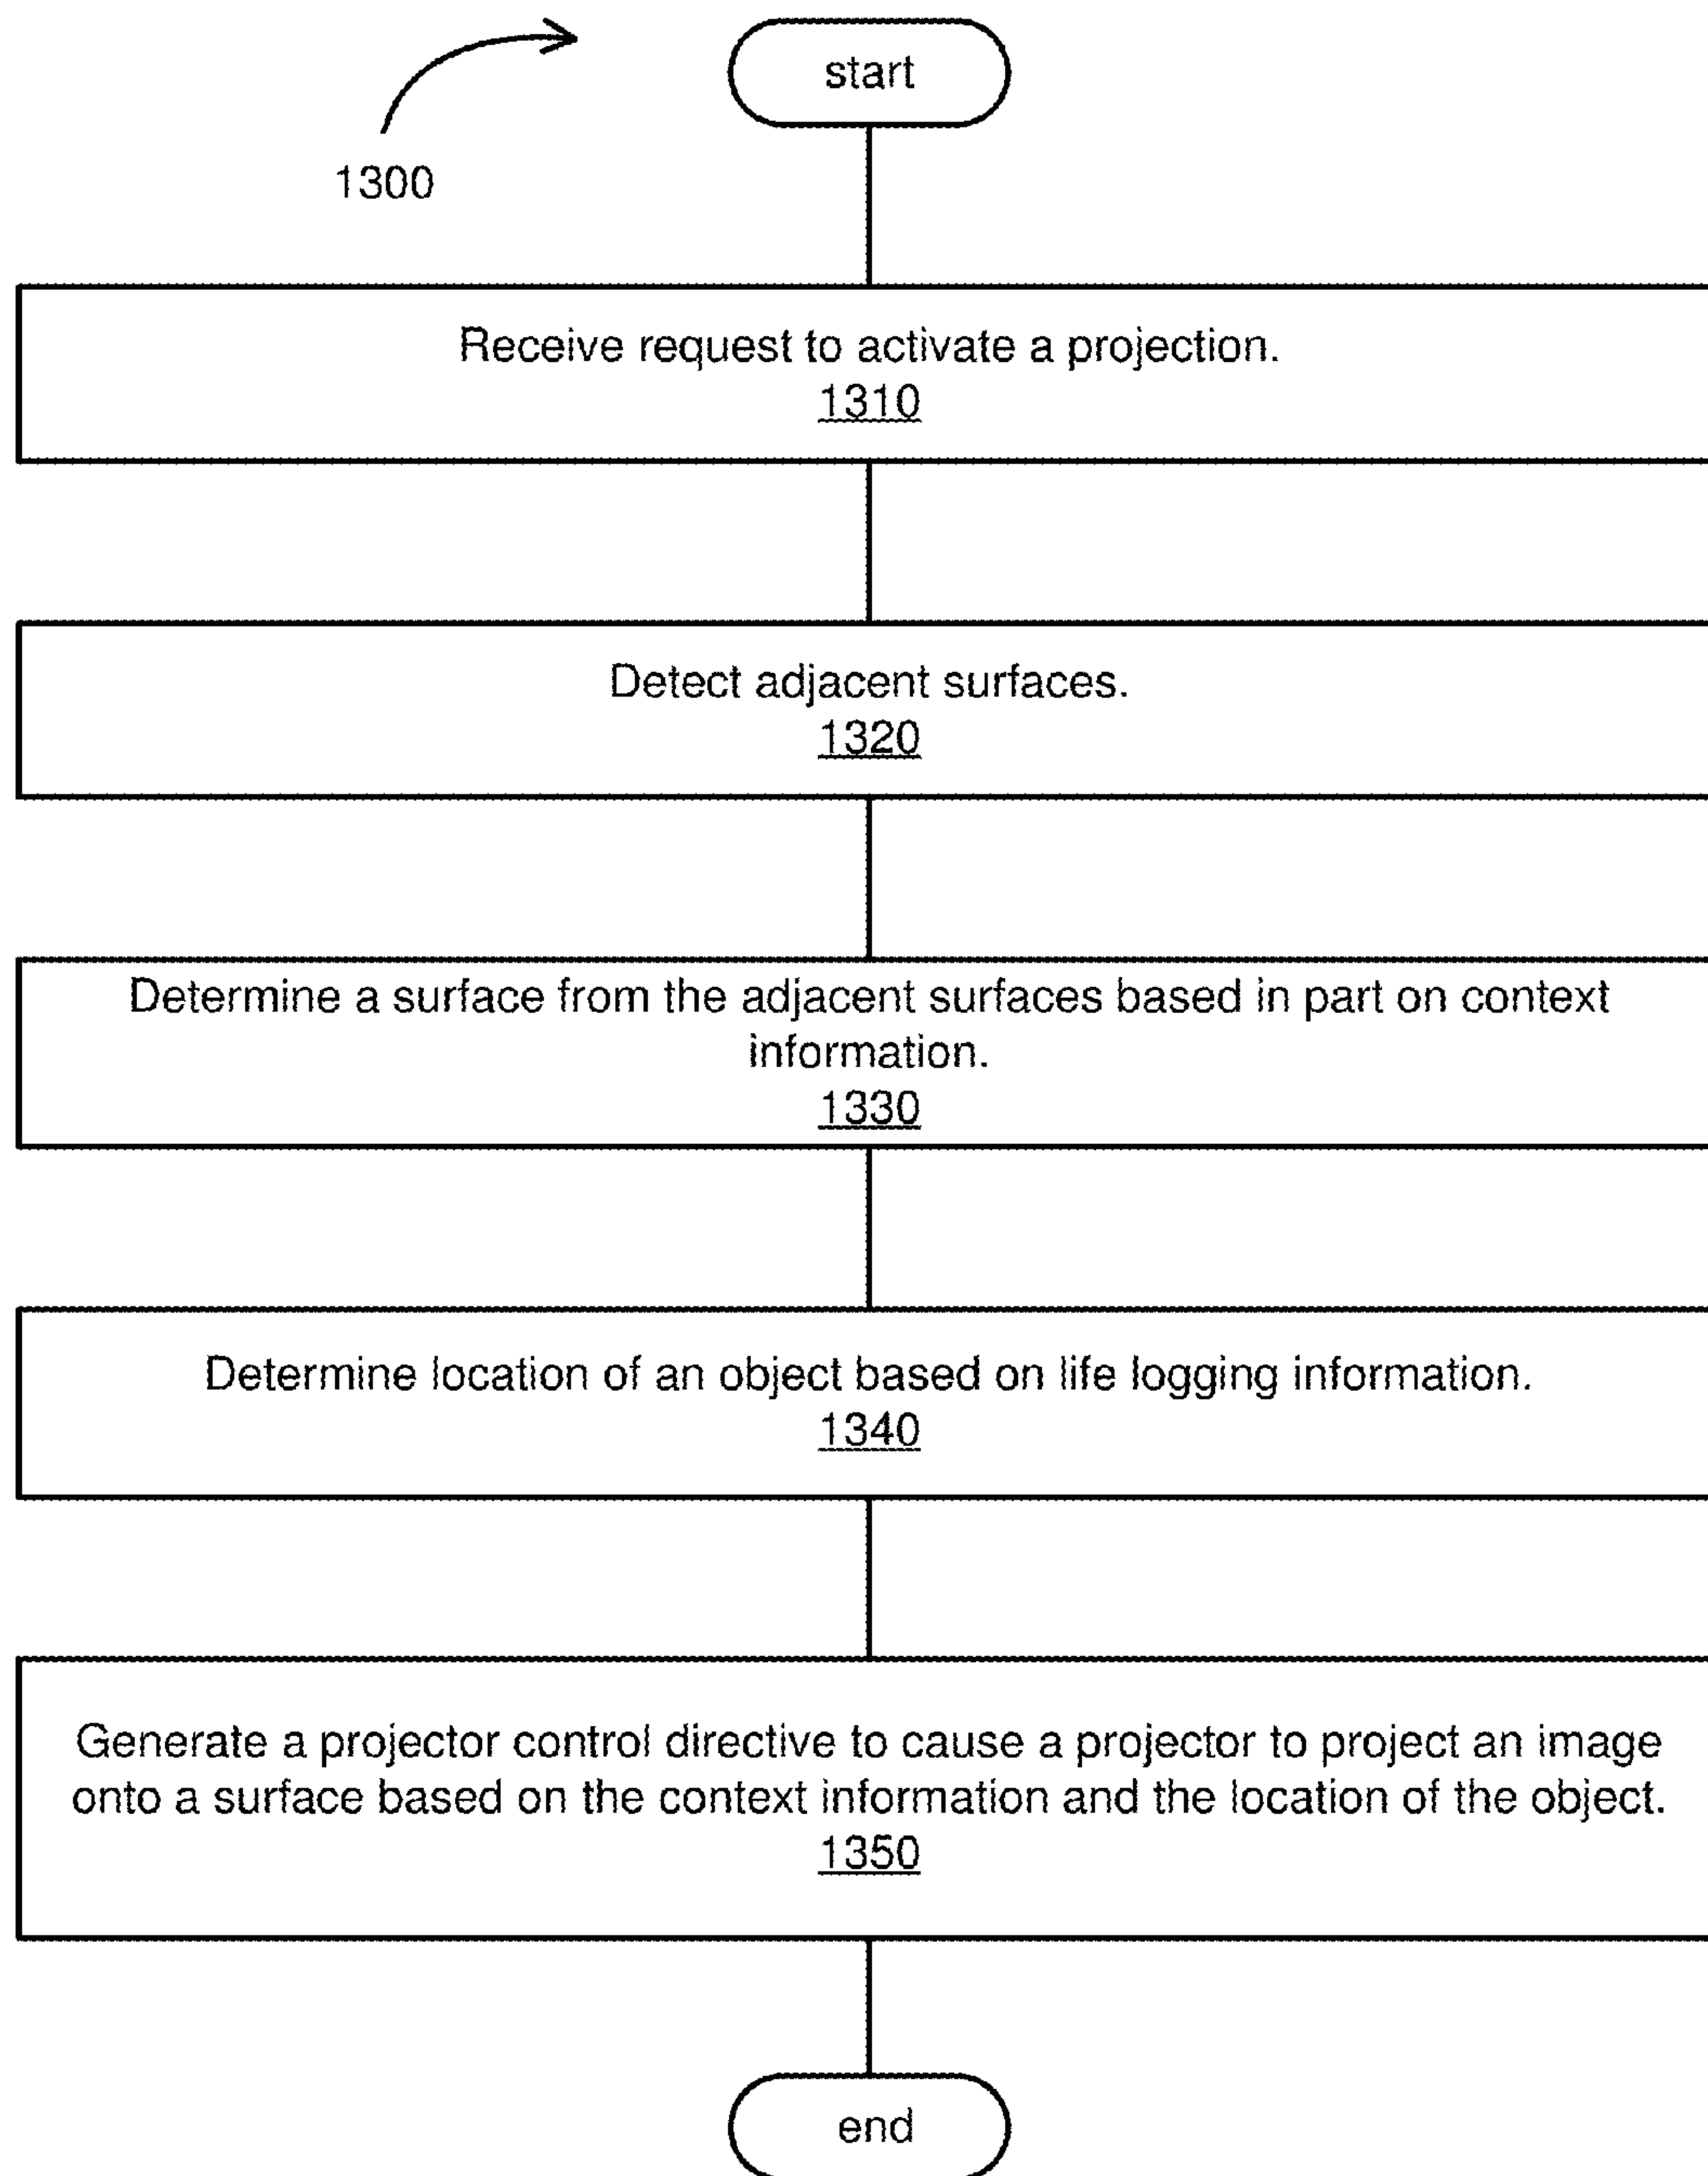 start
1300
Receive request to activate a projection.
1310
Detect adjacent surfaces.
1320
Determine a surface from the adjacent surfaces based in part on context
information.
1330
Determine location of an object based on life logging information.
1340
Generate a projector control directive to cause a projector to project an image
onto a surface based on the context information and the location of the object.
1350
end